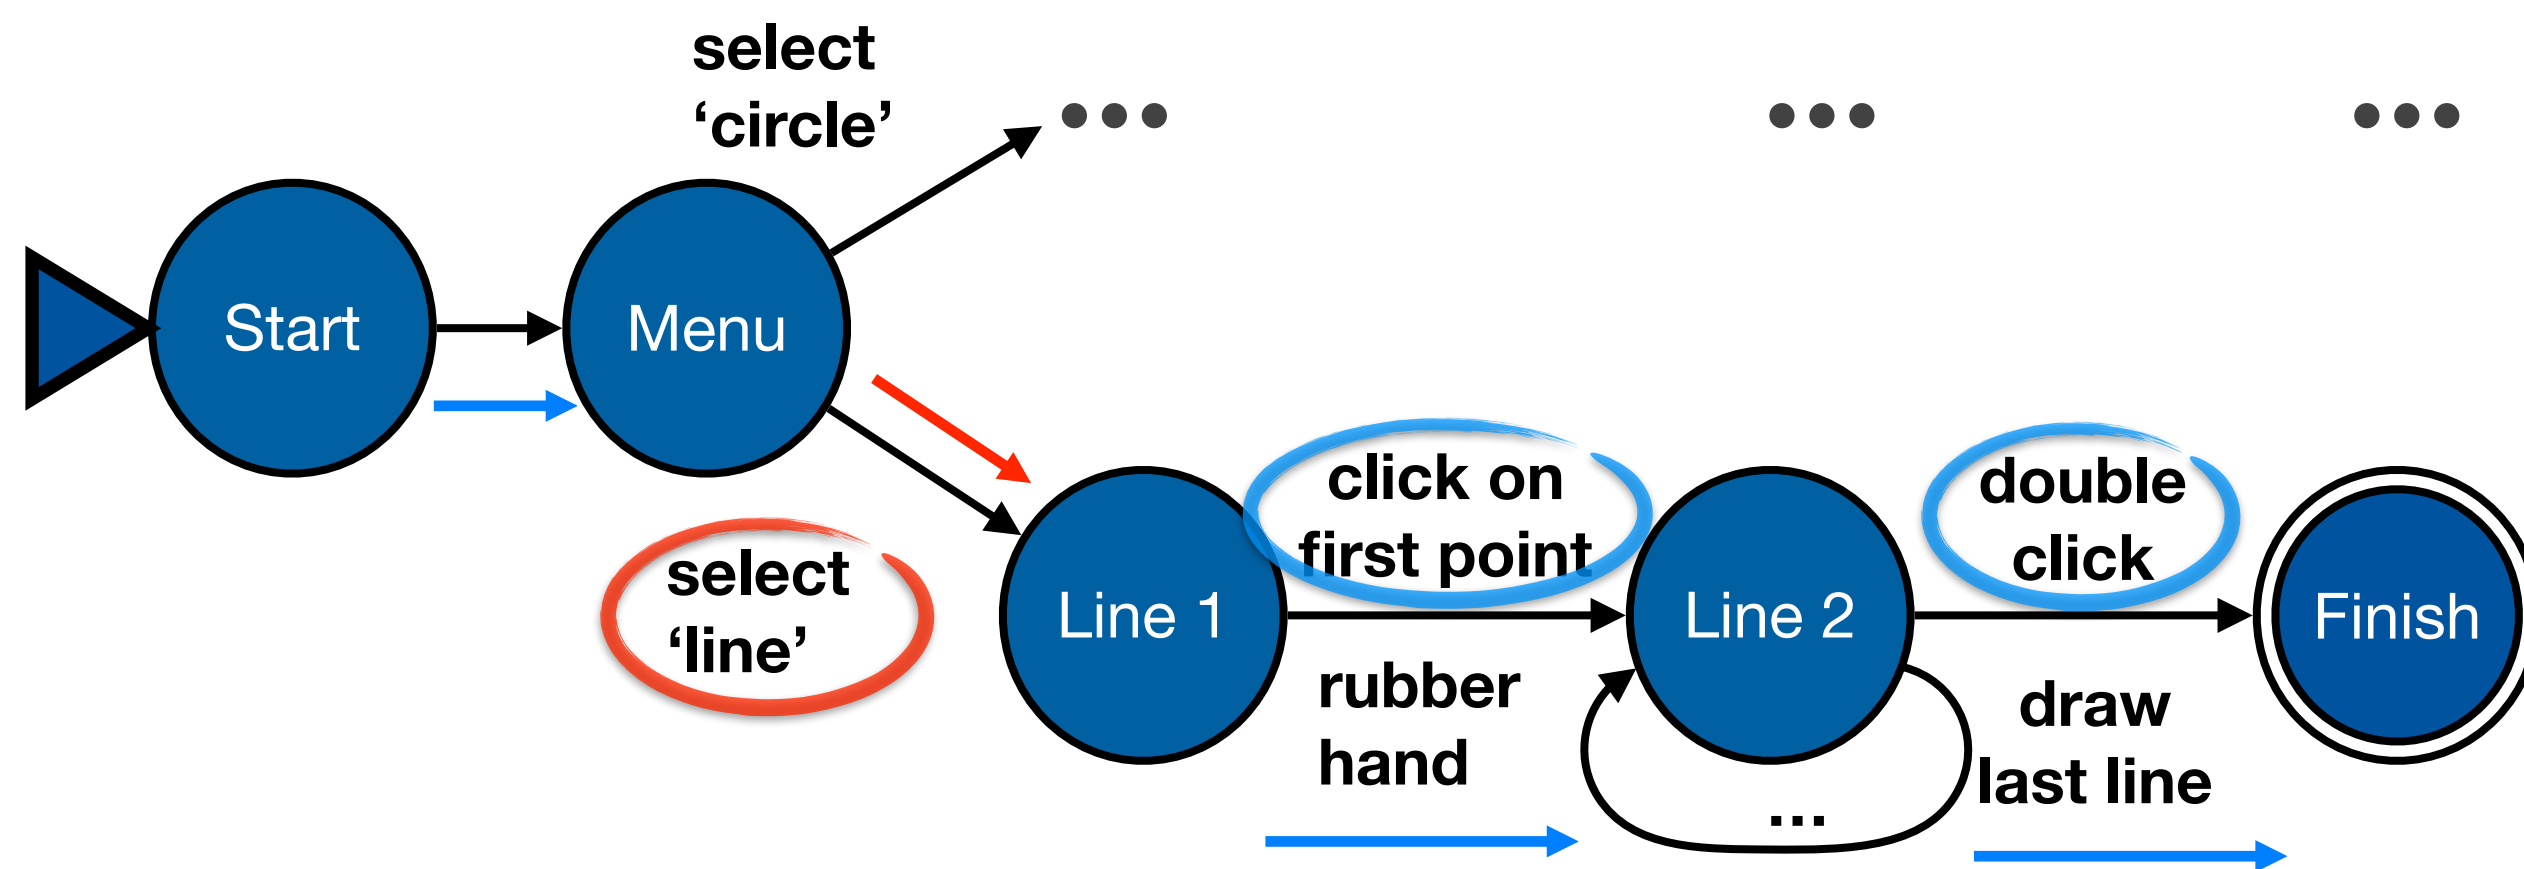 select
‘circle’
•••
•••
•••
Start
Menu
select
‘line’
Line 1
click on
first point
rubber
hand
Line 2
...
double
click
draw
last line
Finish